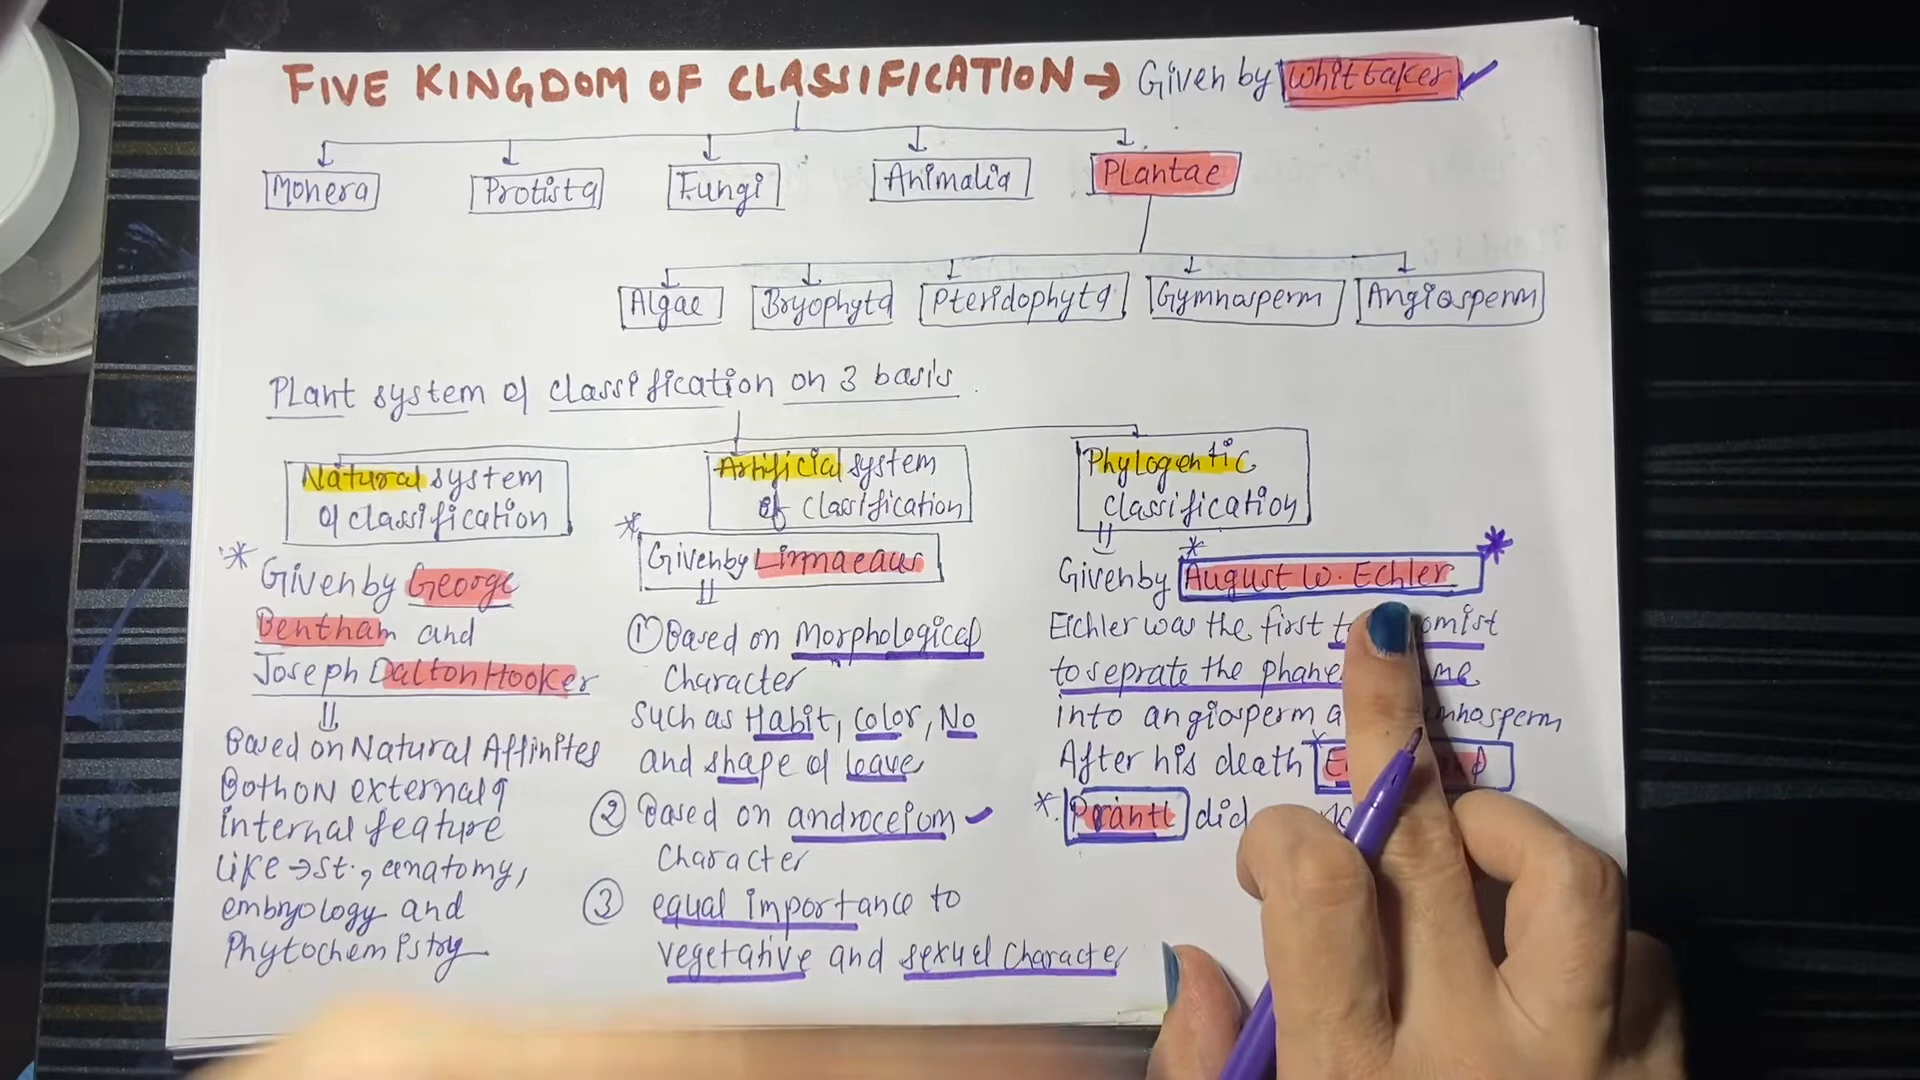 FIVE KINGDOM OF CLASSIFICATION → Given by Whittaker ✓
Monera Protista Fungi Animalia Plantae
Algae Bryophyta Pteridophyta Gymnosperm Angiosperm
Plant system of classification on 3 basis.
Natural system
of classification
* Given by George
Bentham and
Joseph Dalton Hooker
Based on Natural Affinites
Both on external &
internal feature
Like → st., anatomy,
embryology and
Phytochemistry
Artificial system
of classification
* Given by Linnaeaus
① Based on Morphological
Character
Such as Habit, color, No
and shape of leave
② Based on androceiom
Character
③ equal importance to
vegetative and sexual Character
Phylogentic
classification
Given by * August W. Echler *
Eichler was the first
to seprate the
into angiosperm
After his death
* Prantl did